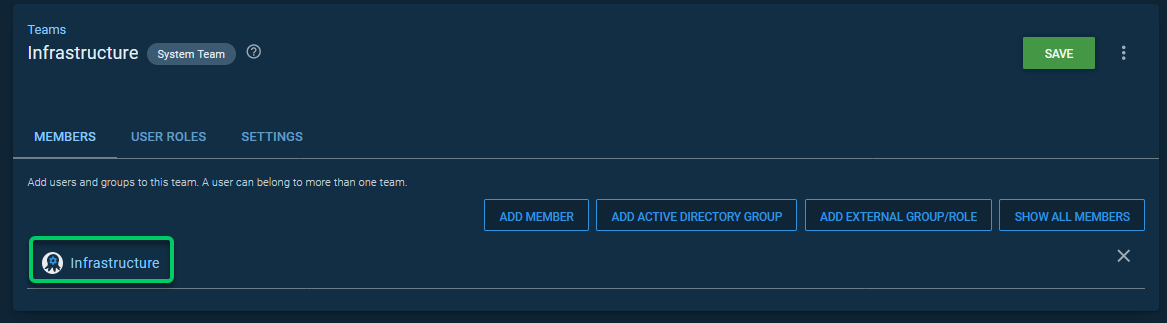 Teams
Infrastructure System Team
SAVE
MEMBERS USER ROLES SETTINGS
Add users and groups to this team. A user can belong to more than one team.
ADD MEMBER ADD ACTIVE DIRECTORY GROUP ADD EXTERNAL GROUP/ROLE SHOW ALL MEMBERS
Infrastructure